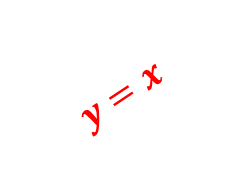 y = x